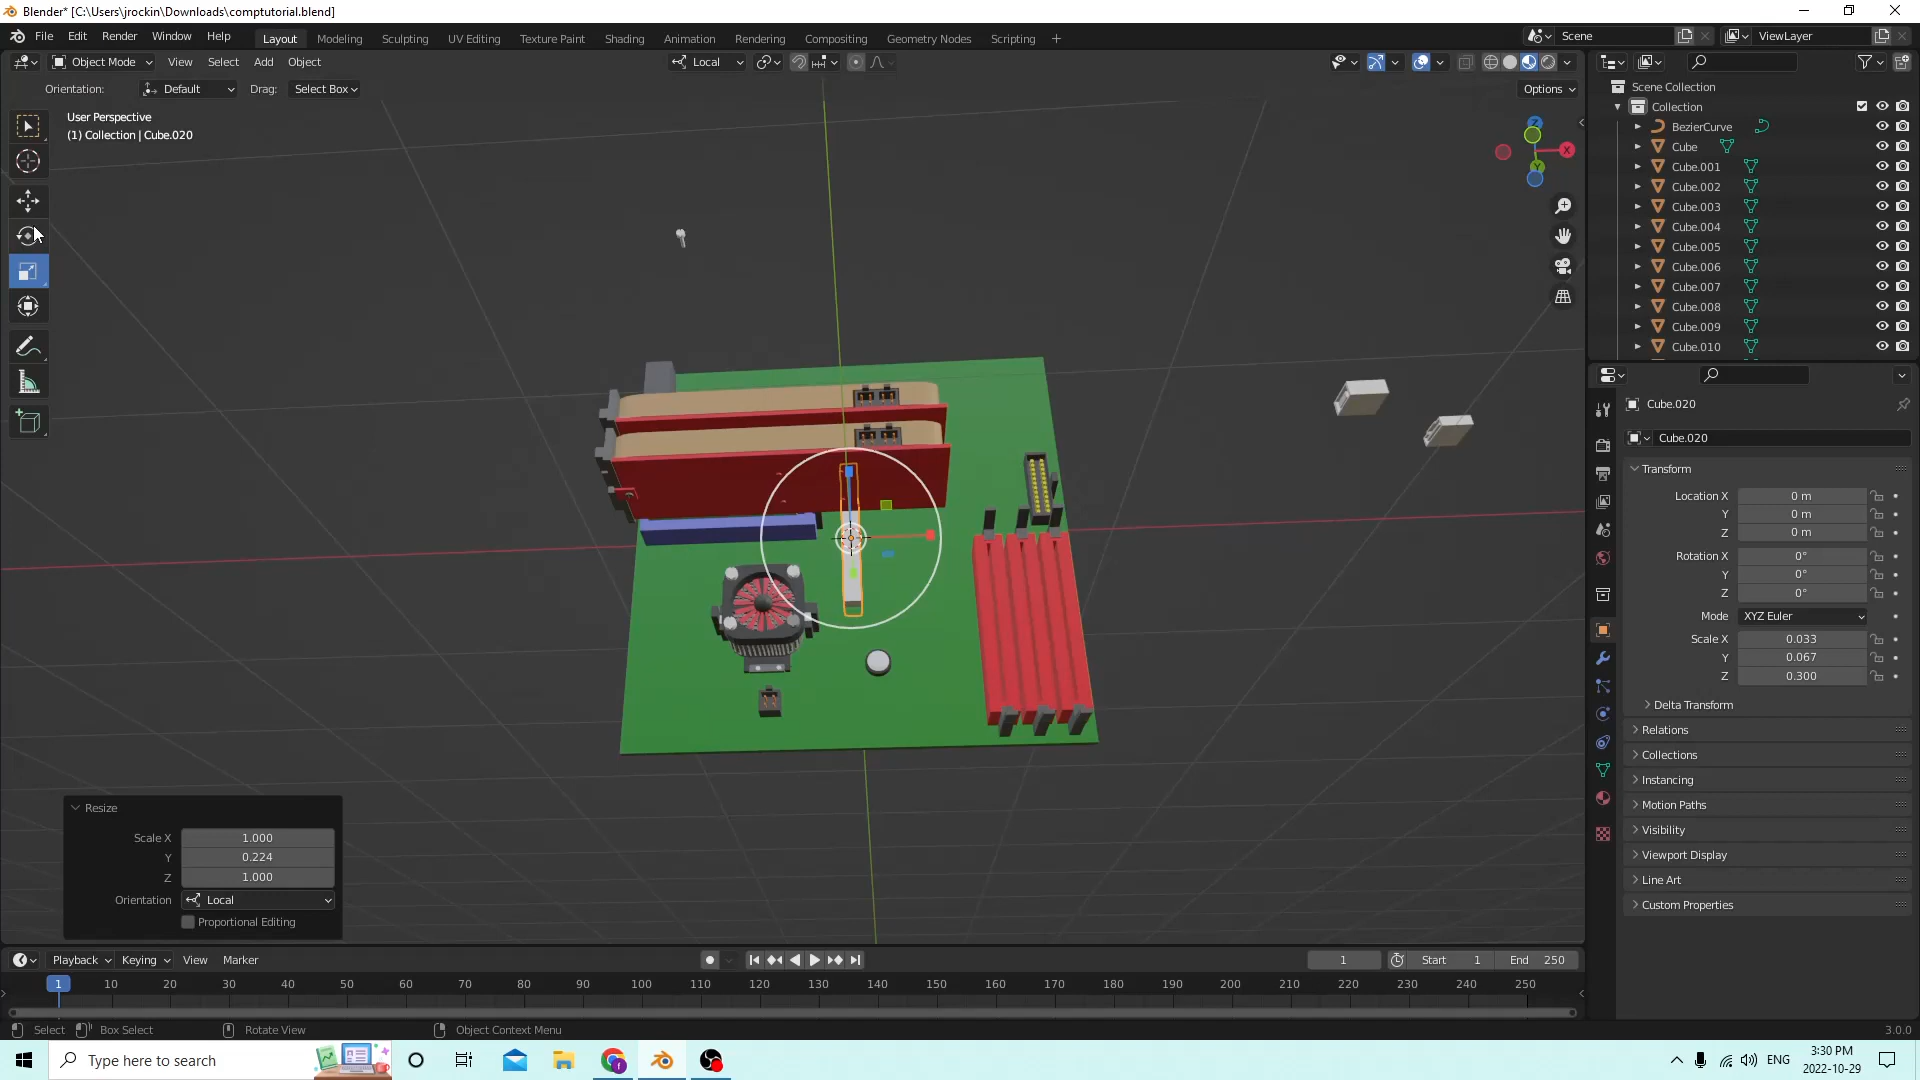 Blender* [C:\Users\jrockin\Downloads\comptutorial.blend]
File Edit Render Window Help
Layout Modeling Sculpting UV Editing Texture Paint Shading Animation Rendering Compositing Geometry Nodes Scripting +
Scene ViewLayer
Object Mode View Select Add Object Local
Orientation: Default Drag: Select Box Options
User Perspective
(1) Collection | Cube.020
Z
X
Y
Scene Collection
Collection
BezierCurve
Cube
Cube.001
Cube.002
Cube.003
Cube.004
Cube.005
Cube.006
Cube.007
Cube.008
Cube.009
Cube.010
Cube.020
Cube.020
Transform
Location X 0 m
Y 0 m
Z 0 m
Rotation X 0°
Y 0°
Z 0°
Mode XYZ Euler
Scale X 0.033
Y 0.067
Z 0.300
Delta Transform
Relations
Collections
Instancing
Motion Paths
Visibility
Viewport Display
Line Art
Custom Properties
Resize
Scale X 1.000
Y 0.224
Z 1.000
Orientation Local
Proportional Editing
Playback Keying View Marker 1 Start 1 End 250
1 10 20 30 40 50 60 70 80 90 100 110 120 130 140 150 160 170 180 190 200 210 220 230 240 250
Select Box Select Rotate View Object Context Menu 3.0.0
Type here to search
ENG
3:30 PM
2022-10-29